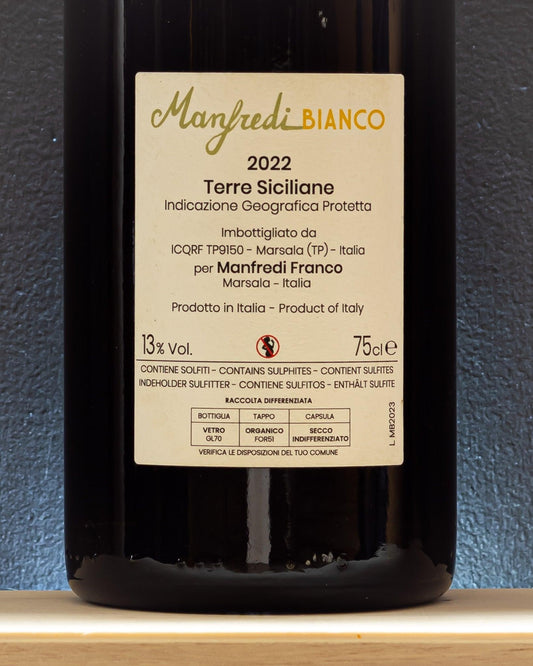 Manfredi BIANCO
2022
Terre Siciliane
Indicazione Geografica Protetta
Imbottigliato da
ICQRF TP9150 - Marsala (TP) - Italia
per Manfredi Franco
Marsala - Italia
Prodotto in Italia - Product of Italy
13% Vol. 75cl e
CONTIENE SOLFITI - CONTAINS SULPHITES - CONTIENT SULFITES
INDEHOLDER SULFITTER - CONTIENE SULFITOS - ENTHÄLT SULFITE
RACCOLTA DIFFERENZIATA
BOTTIGLIA TAPPO CAPSULA
VETRO ORGANICO SECCO
GL70 FOR51 INDIFFERENZIATO
VERIFICA LE DISPOSIZIONI DEL TUO COMUNE
L. MB2023